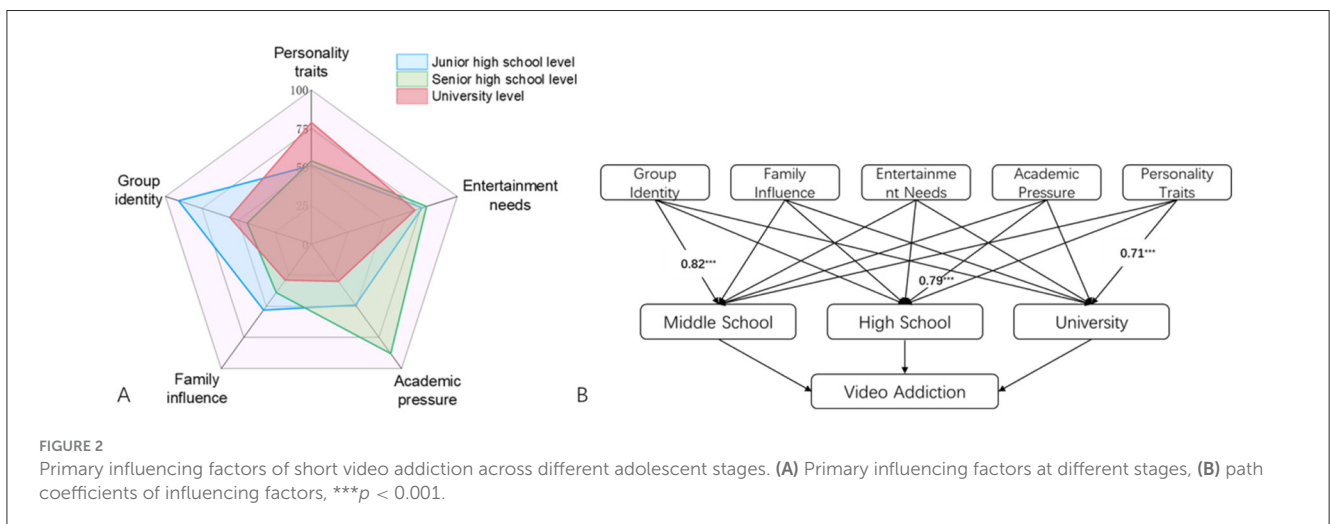 Personality
traits
Junior high school level
Senior high school level
University level
100
75
50
25
0
Group
identity
Entertainment
needs
Family
influence
Academic
pressure
A
Group
Identity
Family
Influence
Entertainme
nt Needs
Academic
Pressure
Personality
Traits
0.82***
0.79***
0.71***
Middle School
High School
University
Video Addiction
B
FIGURE 2
Primary influencing factors of short video addiction across different adolescent stages. (A) Primary influencing factors at different stages, (B) path
coefficients of influencing factors, ***p < 0.001.